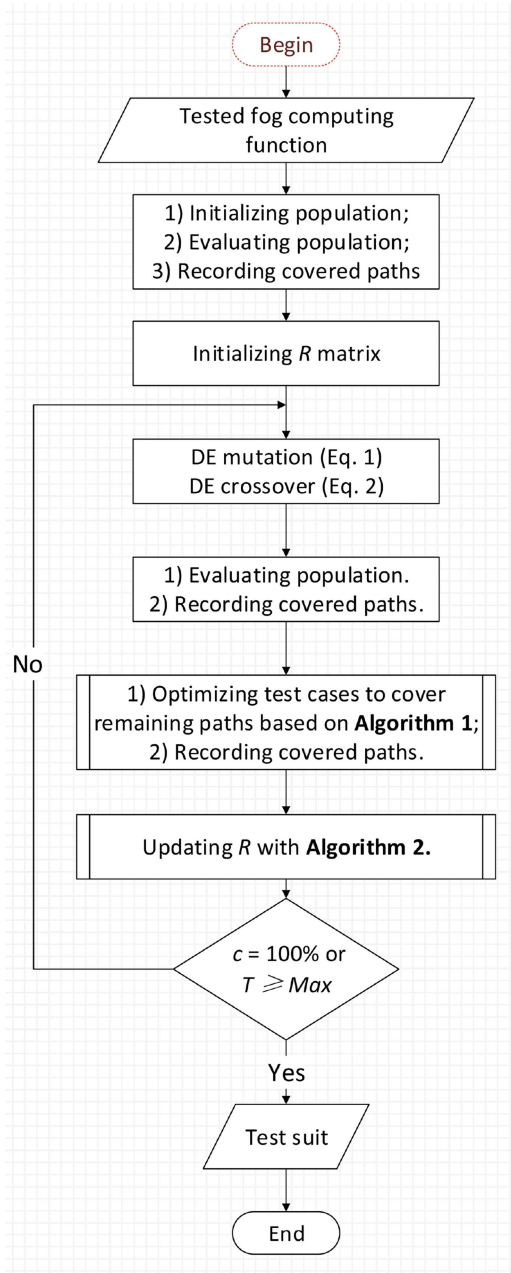 Begin
Tested fog computing
function
1) Initializing population;
2) Evaluating population;
3) Recording covered paths
Initializing R matrix
DE mutation (Eq. 1)
DE crossover (Eq. 2)
1) Evaluating population.
2) Recording covered paths.
No
1) Optimizing test cases to cover
remaining paths based on Algorithm 1;
2) Recording covered paths.
Updating R with Algorithm 2.
c = 100% or
T ⩾ Max
Yes
Test suit
End